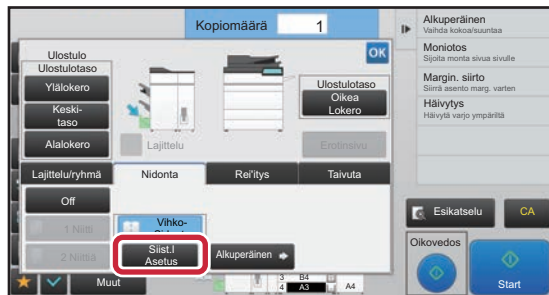 Kopiomäärä 1
OK
Ulostulo
Ulostulotaso
Ylälokero
Keski-
taso
Alalokero
Lajittelu
Ulostulotaso
Oikea
Lokero
Erotinsivu
Lajittelu/ryhmä
Nidonta
Rei'itys
Taivuta
Off
1 Niitti
2 Niittiä
Vihko-
Siist.l
Asetus
Alkuperäinen
Muut
3 B4
4 A3
A4
Alkuperäinen
Vaihda kokoa/suuntaa
Moniotos
Sijoita monta sivua sivulle
Margin. siirto
Siirrä asento marg. varten
Häivytys
Häivytä varjo ympäriltä
Esikatselu
CA
Oikovedos
Start